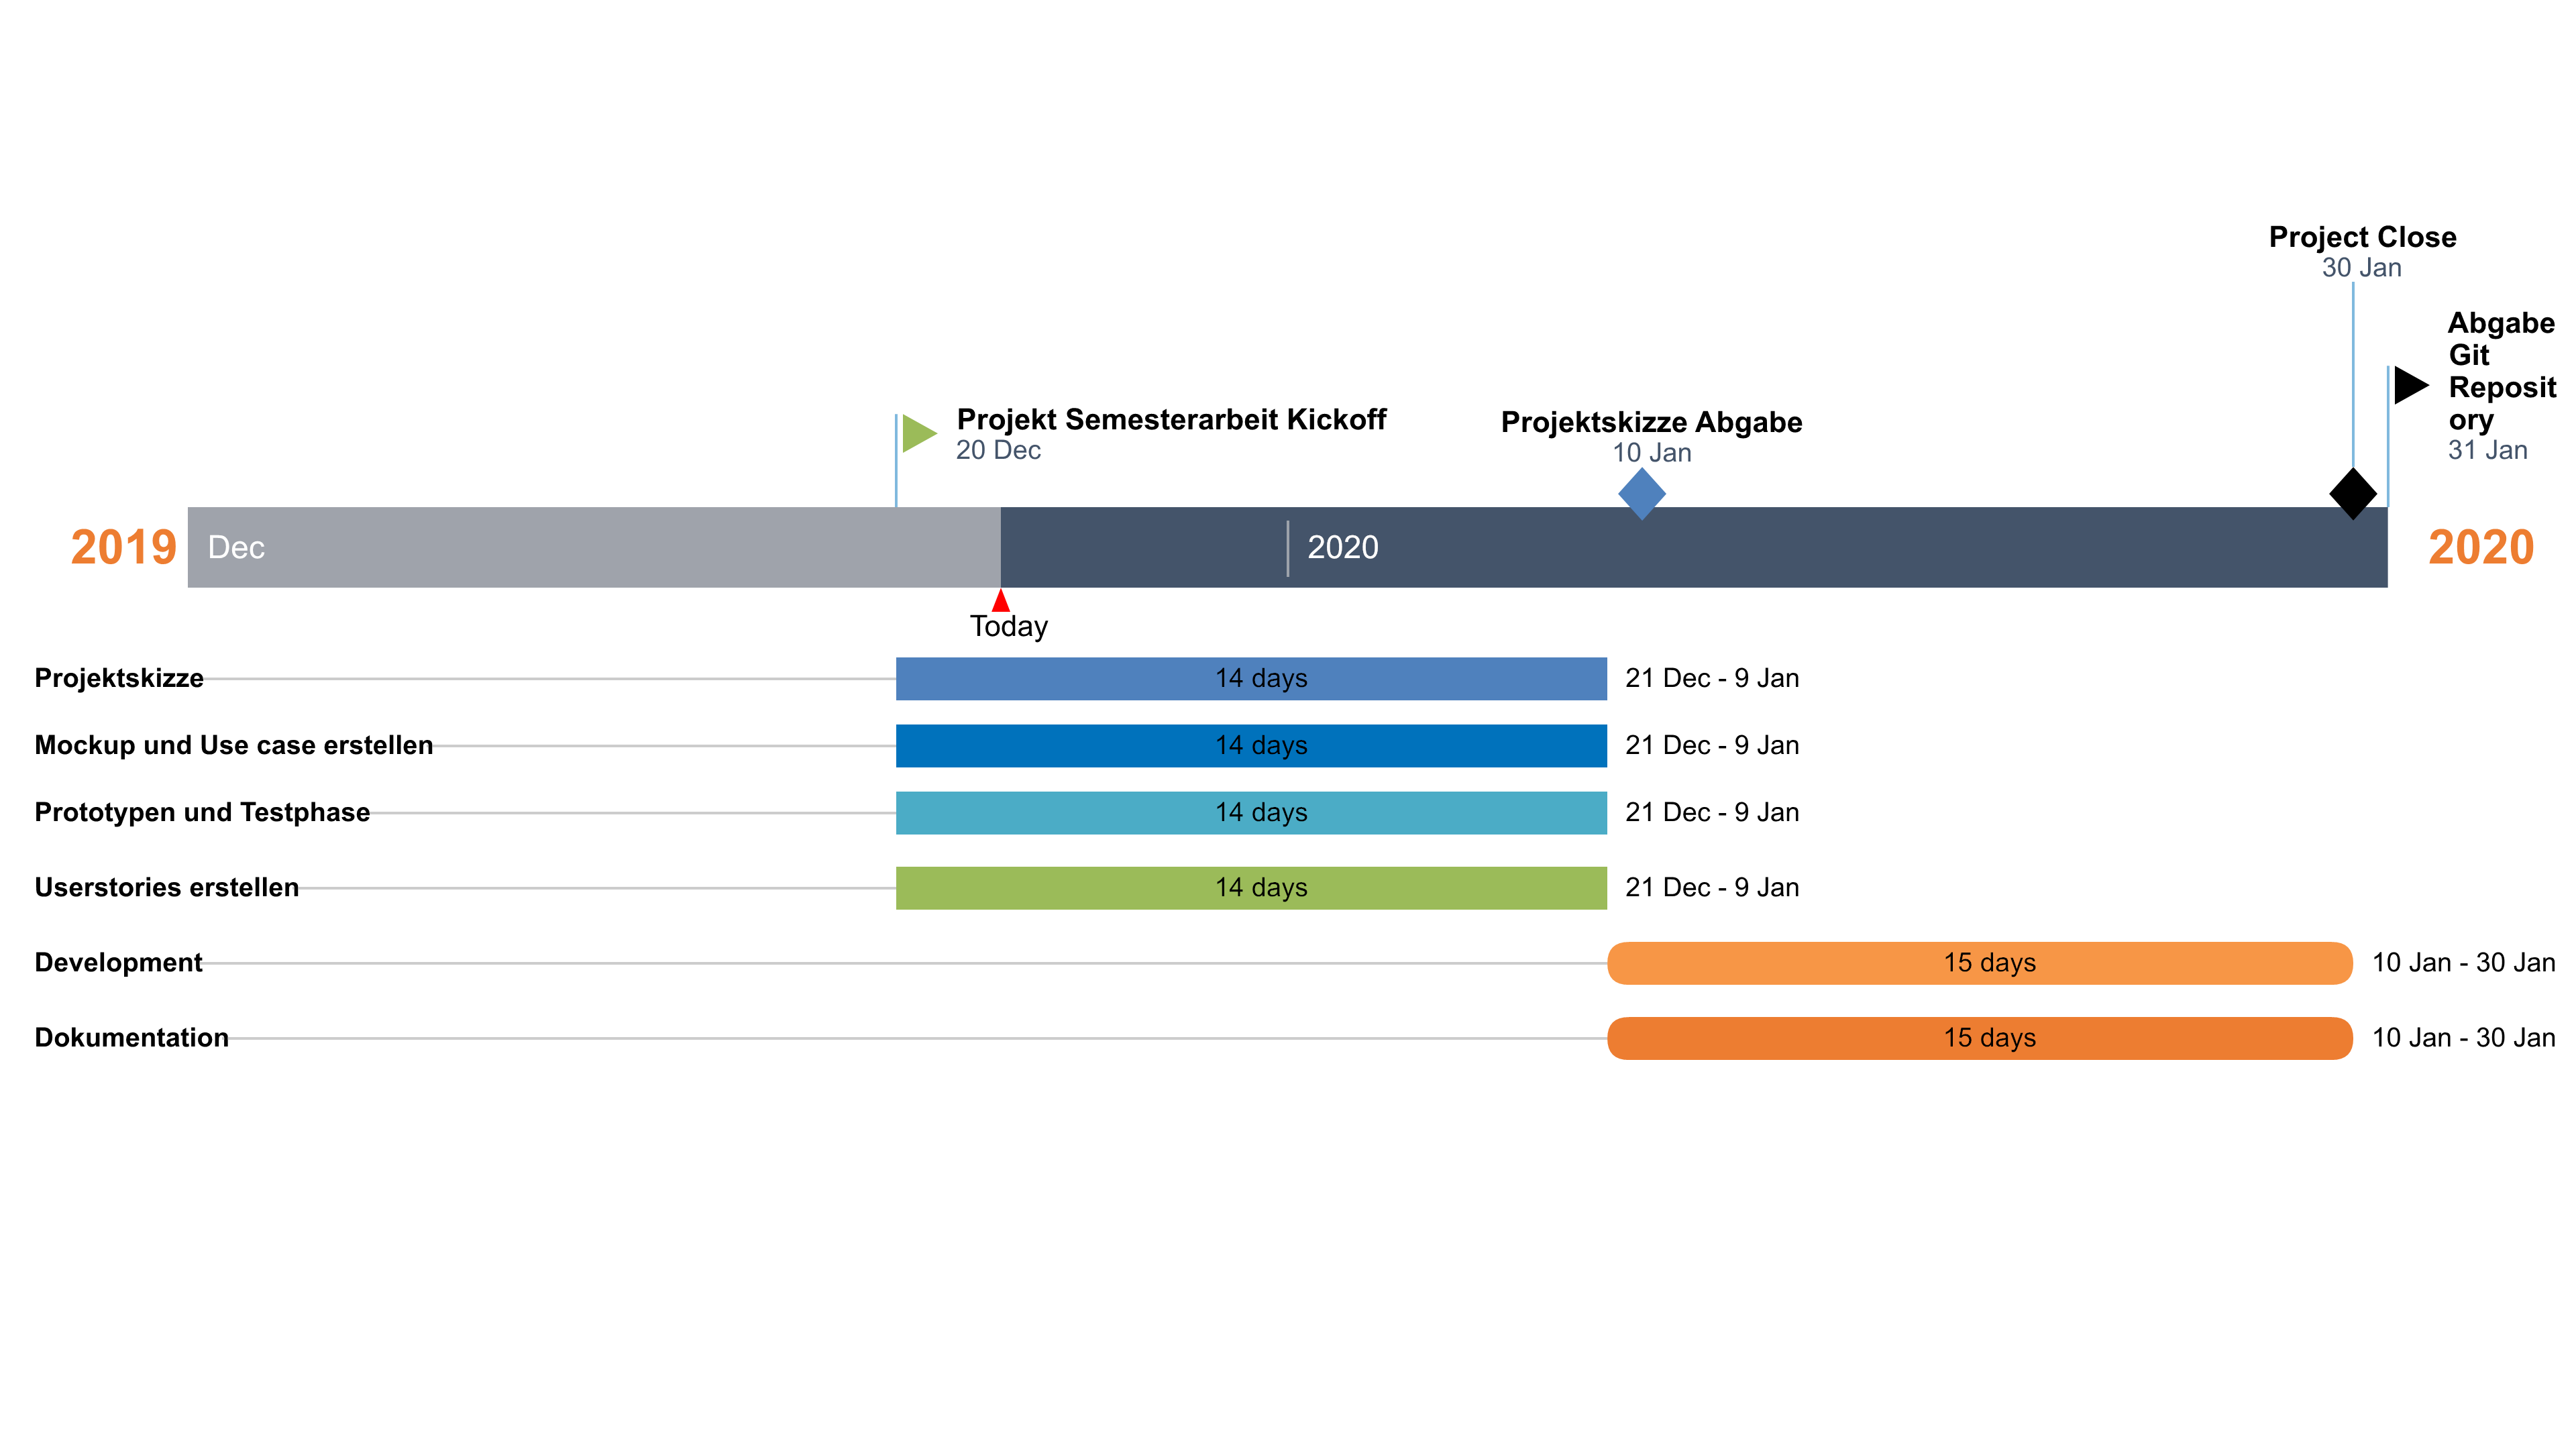 Project Close
30 Jan
Abgabe
Git
Reposit
ory
31 Jan
Projekt Semesterarbeit Kickoff
20 Dec
Projektskizze Abgabe
10 Jan
2019
Dec
2020
2020
Today
Projektskizze
14 days
21 Dec - 9 Jan
Mockup und Use case erstellen
14 days
21 Dec - 9 Jan
Prototypen und Testphase
14 days
21 Dec - 9 Jan
Userstories erstellen
14 days
21 Dec - 9 Jan
Development
15 days
10 Jan - 30 Jan
Dokumentation
15 days
10 Jan - 30 Jan